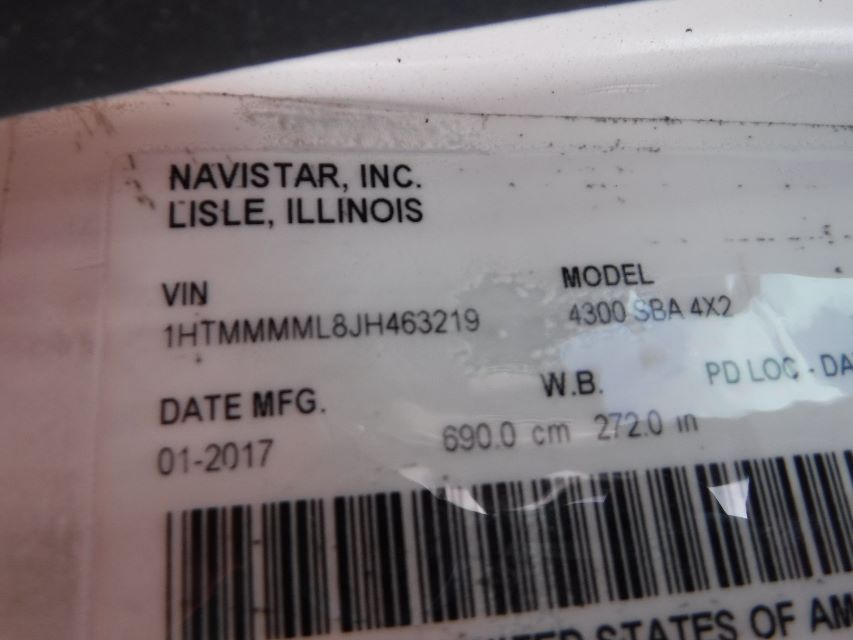 NAVISTAR, INC.
LISLE, ILLINOIS
VIN
MODEL
1HTMMMML8JH463219
4300 SBA 4X2
DATE MFG.
W.B.
PD LOC - DA
01-2017
690.0 cm 272.0 in
STATES OF AM